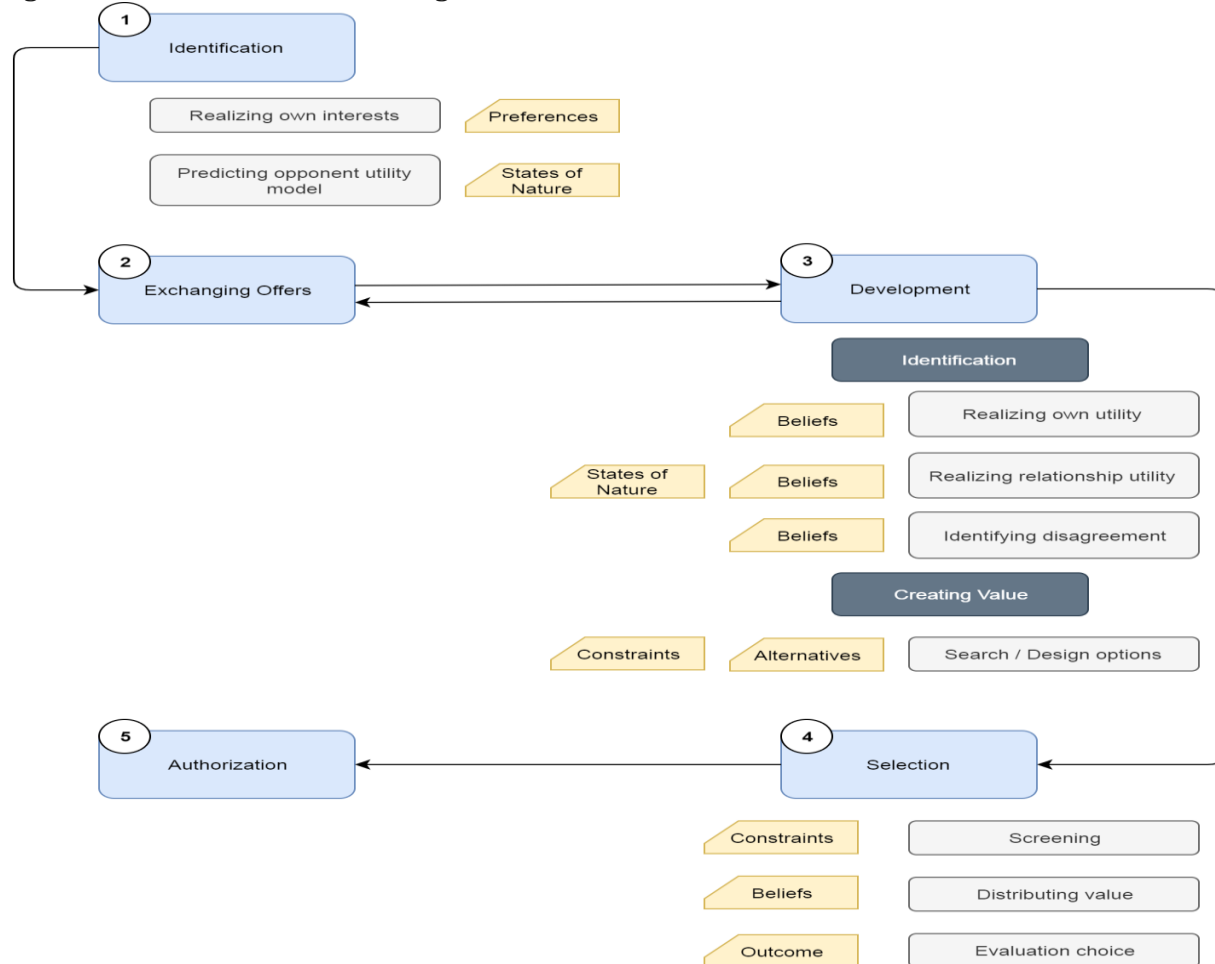 1
Identification
Realizing own interests
Preferences
Predicting opponent utility
model
States of
Nature
2
Exchanging Offers
3
Development
Identification
Beliefs
Realizing own utility
States of
Nature
Beliefs
Realizing relationship utility
Beliefs
Identifying disagreement
Creating Value
Constraints
Alternatives
Search / Design options
5
Authorization
4
Selection
Constraints
Screening
Beliefs
Distributing value
Outcome
Evaluation choice